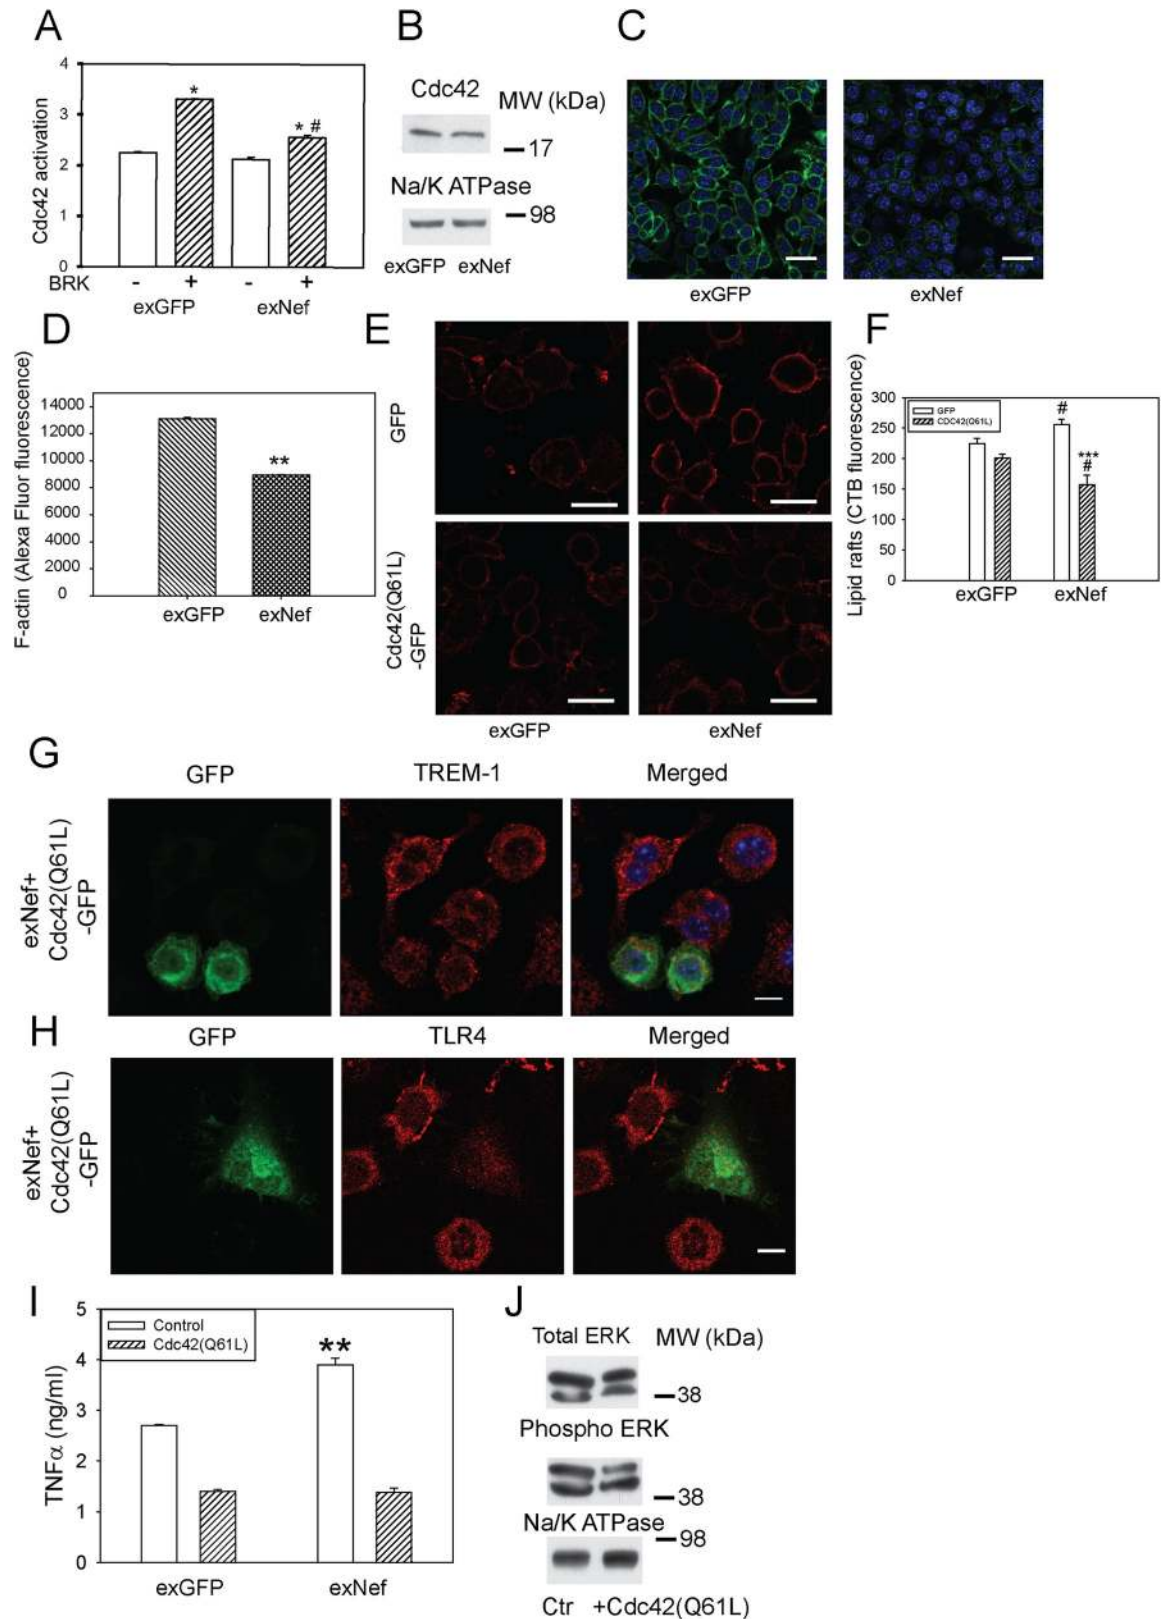 A
4
3
2
1
0
Cdc42 activation
*
* #
BRK
-
+
-
+
exGFP
exNef
B
Cdc42
MW (kDa)
17
Na/K ATPase
98
exGFP exNef
C
exGFP
exNef
D
F-actin (Alexa Fluor fluorescence)
14000
12000
10000
8000
6000
4000
2000
0
**
exGFP
exNef
E
GFP
Cdc42(Q61L)
-GFP
exGFP
exNef
F
Lipid rafts (CTB fluorescence)
300
250
200
150
100
50
0
GFP
CDC42(Q61L)
#
***
#
exGFP
exNef
G
GFP
TREM-1
Merged
exNef+
Cdc42(Q61L)
-GFP
H
GFP
TLR4
Merged
exNef+
Cdc42(Q61L)
-GFP
I
TNFα (ng/ml)
5
4
3
2
1
0
Control
Cdc42(Q61L)
**
exGFP
exNef
J
Total ERK
MW (kDa)
38
Phospho ERK
38
Na/K ATPase
98
Ctr +Cdc42(Q61L)